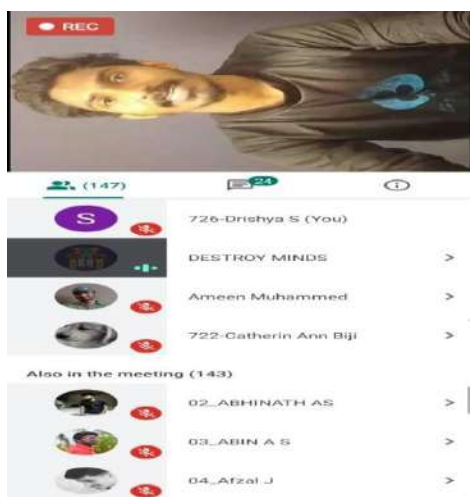 REC
(147)
24
S
726-Drishya S (You)
DESTROY MINDS
Ameen Muhammed
722-Catherin Ann Biji
Also in the meeting (143)
02_ABHINATH AS
03_ABIN A S
04_Afzal J